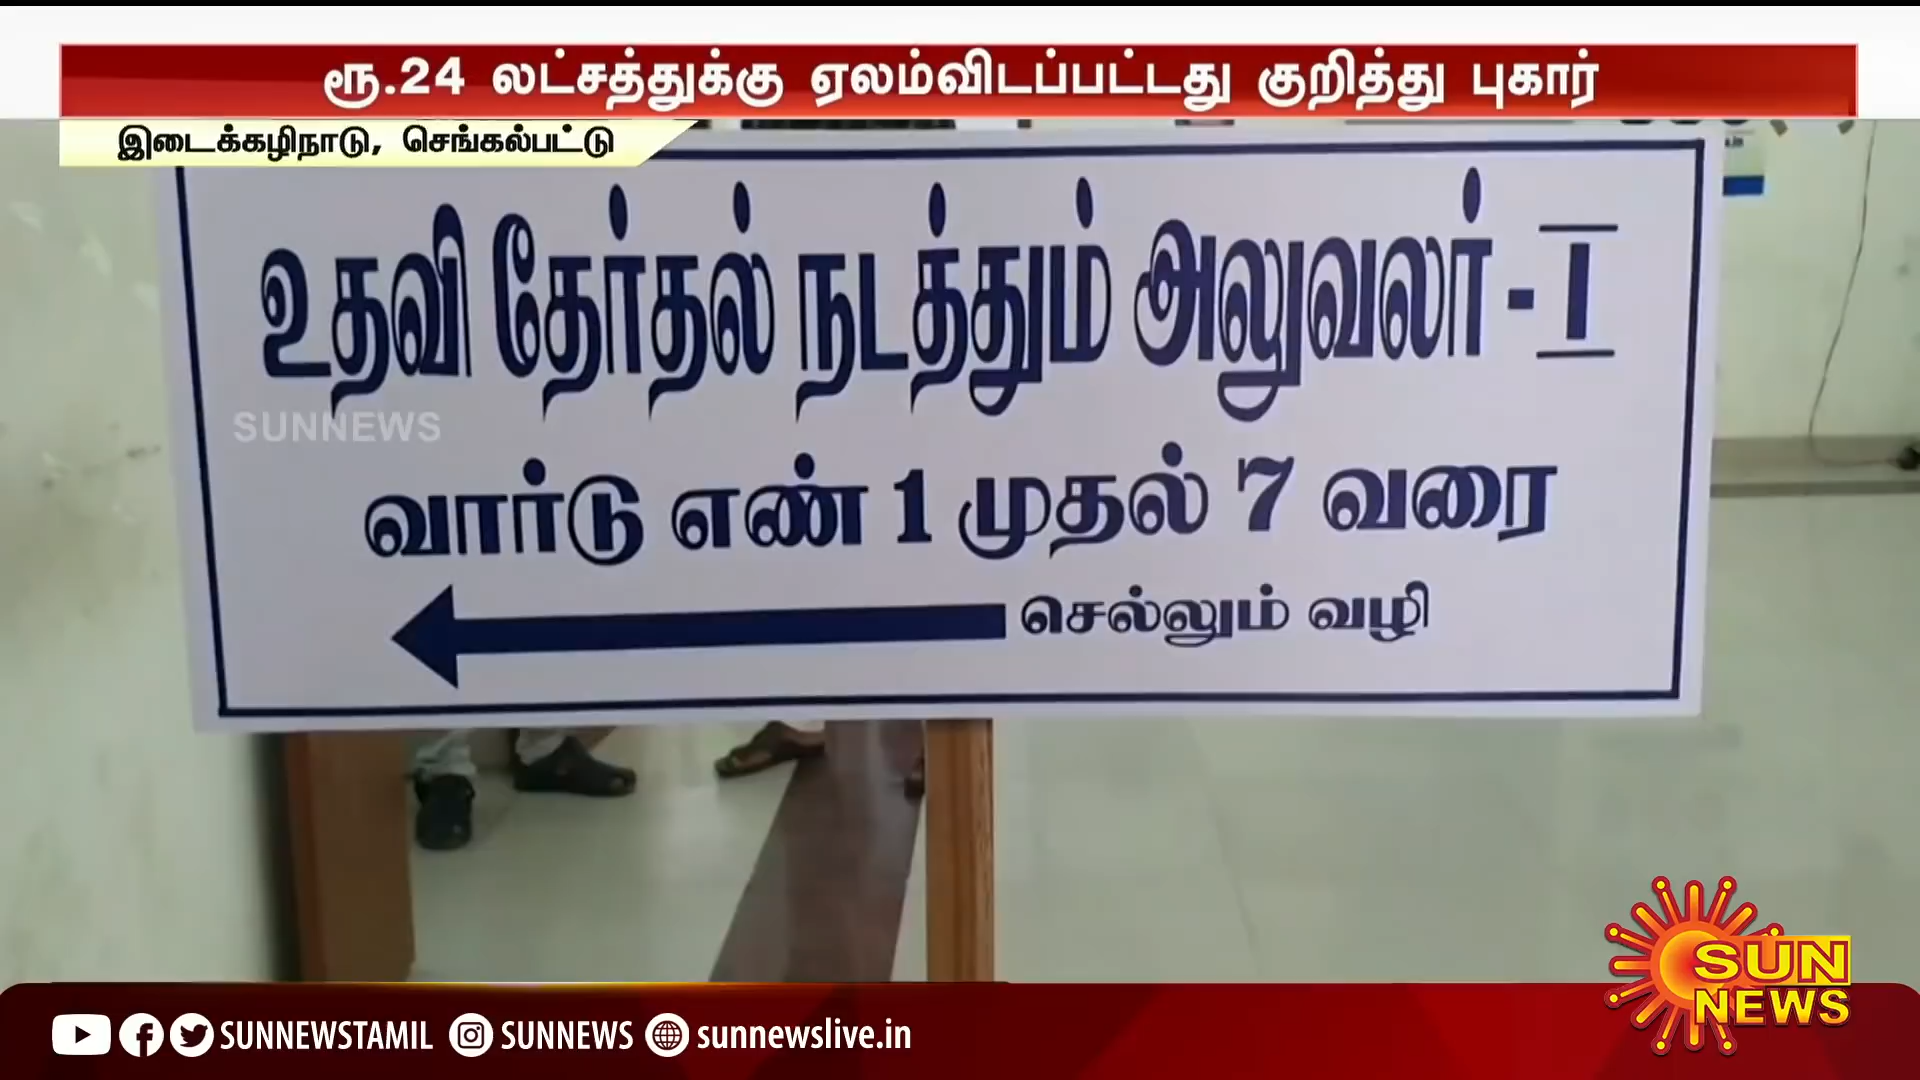 ரூ.24 லட்சத்துக்கு ஏலம்விடப்பட்டது குறித்து புகார்
இடைக்கழிநாடு, செங்கல்பட்டு
உதவி தேர்தல் நடத்தும் அலுவலர் - I
SUNNEWS
வார்டு எண் 1 முதல் 7 வரை
செல்லும் வழி
SUN
NEWS
SUNNEWSTAMIL SUNNEWS sunnewslive.in